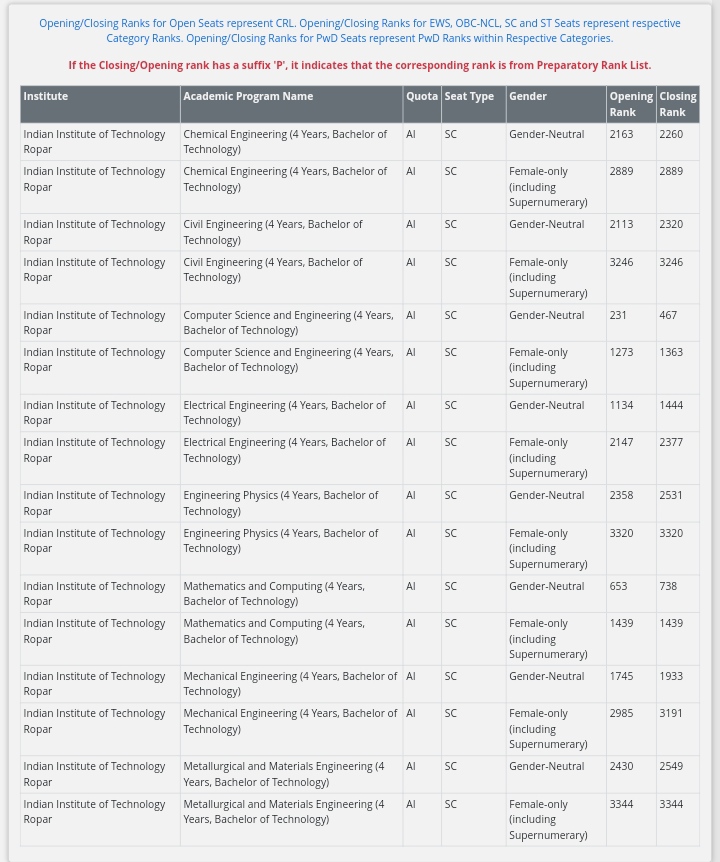 Opening/Closing Ranks for Open Seats represent CRL. Opening/Closing Ranks for EWS, OBC-NCL, SC and ST Seats represent respective
Category Ranks. Opening/Closing Ranks for PwD Seats represent PwD Ranks within Respective Categories.
If the Closing/Opening rank has a suffix 'P', it indicates that the corresponding rank is from Preparatory Rank List.
Institute Academic Program Name Quota Seat Type Gender Opening Closing
Rank Rank
Indian Institute of Technology Chemical Engineering (4 Years, Bachelor of AI SC Gender-Neutral 2163 2260
Ropar Technology)
Indian Institute of Technology Chemical Engineering (4 Years, Bachelor of AI SC Female-only 2889 2889
Ropar Technology) (including
Supernumerary)
Indian Institute of Technology Civil Engineering (4 Years, Bachelor of AI SC Gender-Neutral 2113 2320
Ropar Technology)
Indian Institute of Technology Civil Engineering (4 Years, Bachelor of AI SC Female-only 3246 3246
Ropar Technology) (including
Supernumerary)
Indian Institute of Technology Computer Science and Engineering (4 Years, AI SC Gender-Neutral 231 467
Ropar Bachelor of Technology)
Indian Institute of Technology Computer Science and Engineering (4 Years, AI SC Female-only 1273 1363
Ropar Bachelor of Technology) (including
Supernumerary)
Indian Institute of Technology Electrical Engineering (4 Years, Bachelor of AI SC Gender-Neutral 1134 1444
Ropar Technology)
Indian Institute of Technology Electrical Engineering (4 Years, Bachelor of AI SC Female-only 2147 2377
Ropar Technology) (including
Supernumerary)
Indian Institute of Technology Engineering Physics (4 Years, Bachelor of AI SC Gender-Neutral 2358 2531
Ropar Technology)
Indian Institute of Technology Engineering Physics (4 Years, Bachelor of AI SC Female-only 3320 3320
Ropar Technology) (including
Supernumerary)
Indian Institute of Technology Mathematics and Computing (4 Years, AI SC Gender-Neutral 653 738
Ropar Bachelor of Technology)
Indian Institute of Technology Mathematics and Computing (4 Years, AI SC Female-only 1439 1439
Ropar Bachelor of Technology) (including
Supernumerary)
Indian Institute of Technology Mechanical Engineering (4 Years, Bachelor of AI SC Gender-Neutral 1745 1933
Ropar Technology)
Indian Institute of Technology Mechanical Engineering (4 Years, Bachelor of AI SC Female-only 2985 3191
Ropar Technology) (including
Supernumerary)
Indian Institute of Technology Metallurgical and Materials Engineering (4 AI SC Gender-Neutral 2430 2549
Ropar Years, Bachelor of Technology)
Indian Institute of Technology Metallurgical and Materials Engineering (4 AI SC Female-only 3344 3344
Ropar Years, Bachelor of Technology) (including
Supernumerary)